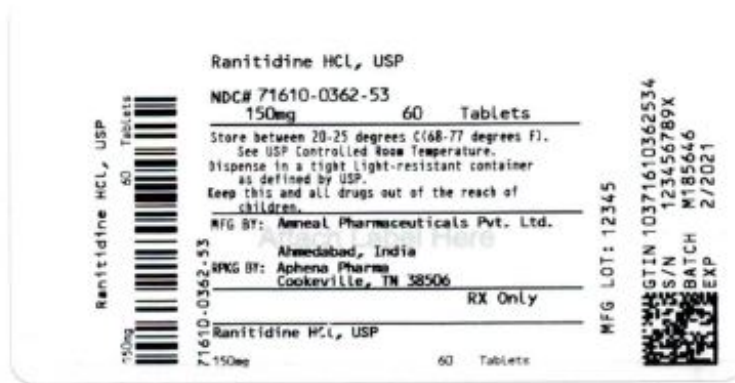 Ranitidine HCl, USP
NDC# 71610-0362-53
150mg 60 Tablets
Store between 20-25 degrees C(68-77 degrees F).
See USP Controlled Room Temperature.
Dispense in a tight light-resistant container
as defined by USP.
Keep this and all drugs out of the reach of
children.
MFG BY: Amneal Pharmaceuticals Pvt. Ltd.
Attach Label Here
Ahmedabad, India
RPKG BY: Aphena Pharma
Cookeville, TN 38506
RX Only
Ranitidine HCl, USP
150mg 60 Tablets
Ranitidine HCl, USP
150mg 60 Tablets
71610-0362-53
MFG LOT: 12345
GTIN 10371610362534
S/N 123456789X
BATCH M185646
EXP 2/2021